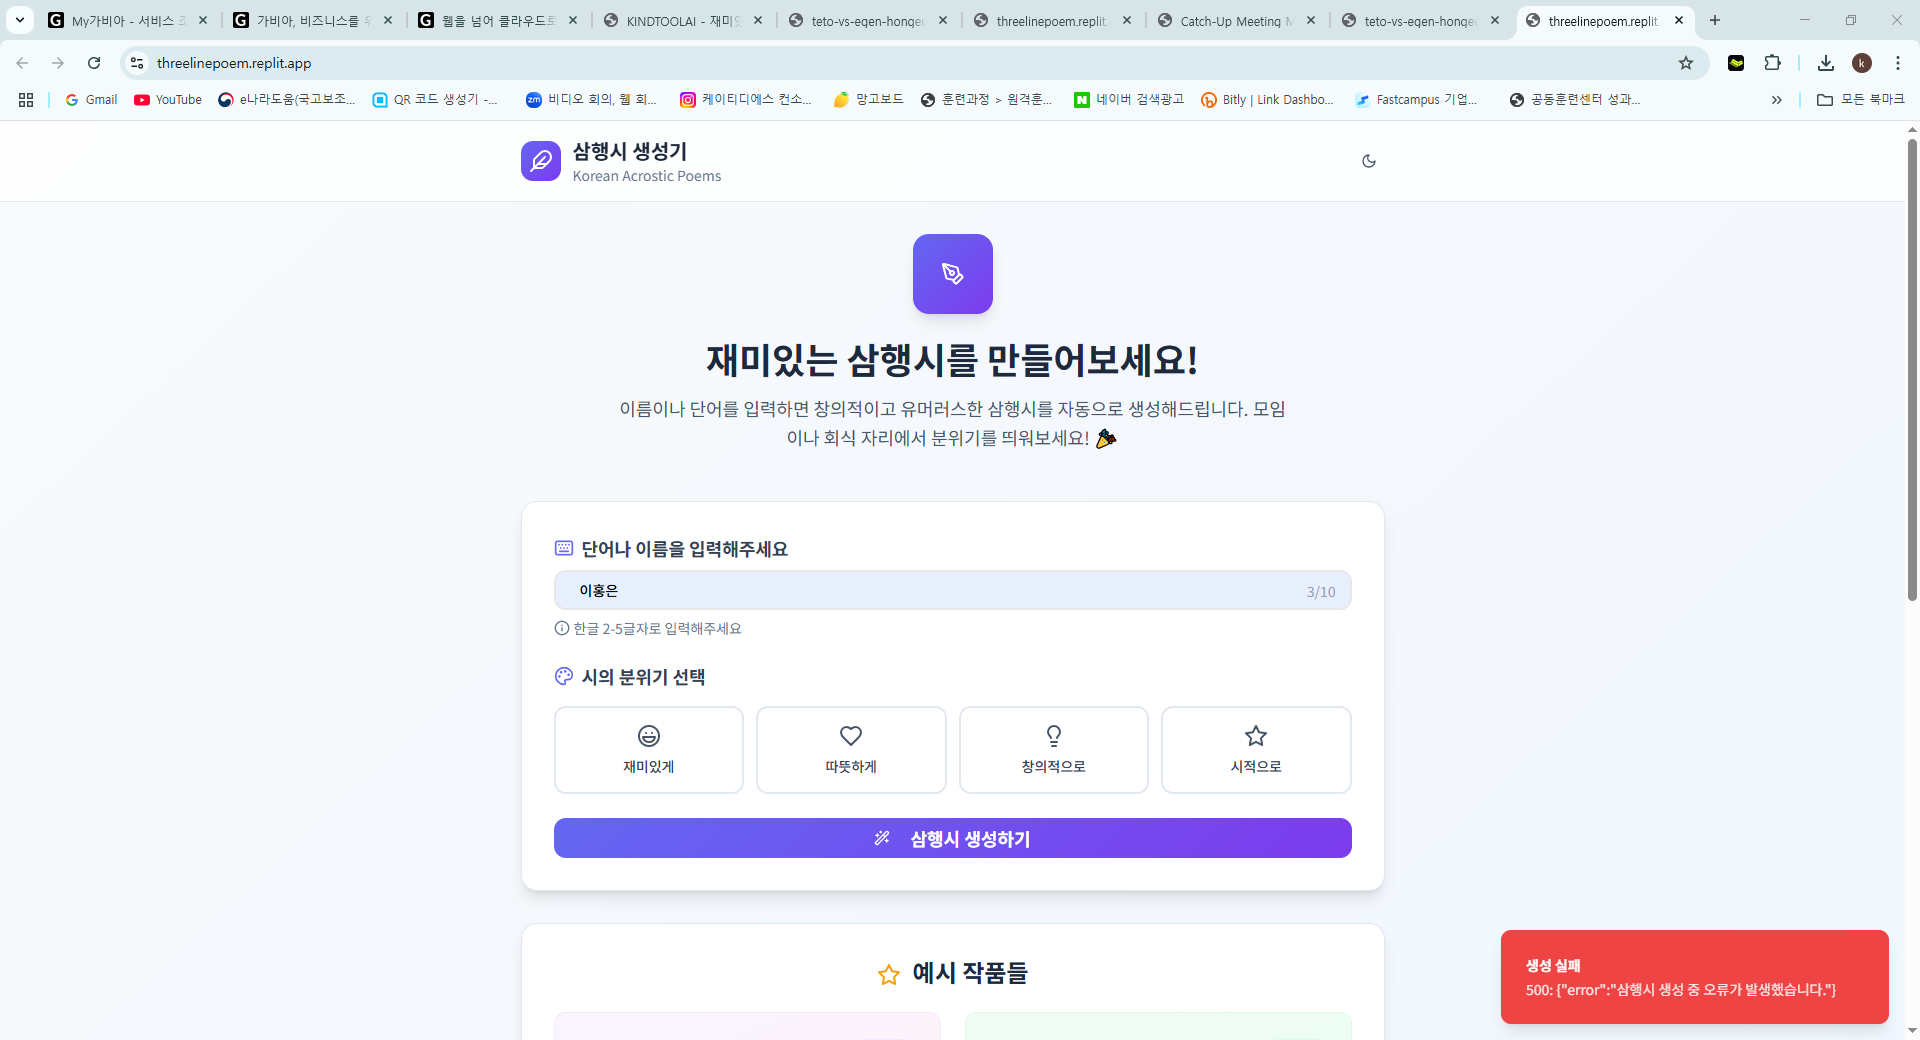 My가비아 - 서비스
가비아, 비즈니스를
웹을 넘어 클라우드로
KINDTOOLAI - 재미
teto-vs-egen-honge
threelinepoem.replit.
Catch-Up Meeting
teto-vs-egen-honge
threelinepoem.replit.
threelinepoem.replit.app
k
Gmail
YouTube
e나라도움(국고보조...
QR 코드 생성기 -...
zm 비디오 회의, 웹 회...
케이티디에스 컨소...
망고보드
훈련과정 > 원격훈...
N 네이버 검색광고
Bitly | Link Dashbo...
Fastcampus 기업...
공동훈련센터 성과...
»
모든 북마크
삼행시 생성기
Korean Acrostic Poems
재미있는 삼행시를 만들어보세요!
이름이나 단어를 입력하면 창의적이고 유머러스한 삼행시를 자동으로 생성해드립니다. 모임
이나 회식 자리에서 분위기를 띄워보세요! 🎉
단어나 이름을 입력해주세요
이홍은
3/10
한글 2-5글자로 입력해주세요
시의 분위기 선택
재미있게
따뜻하게
창의적으로
시적으로
삼행시 생성하기
예시 작품들
생성 실패
500: {"error":"삼행시 생성 중 오류가 발생했습니다."}